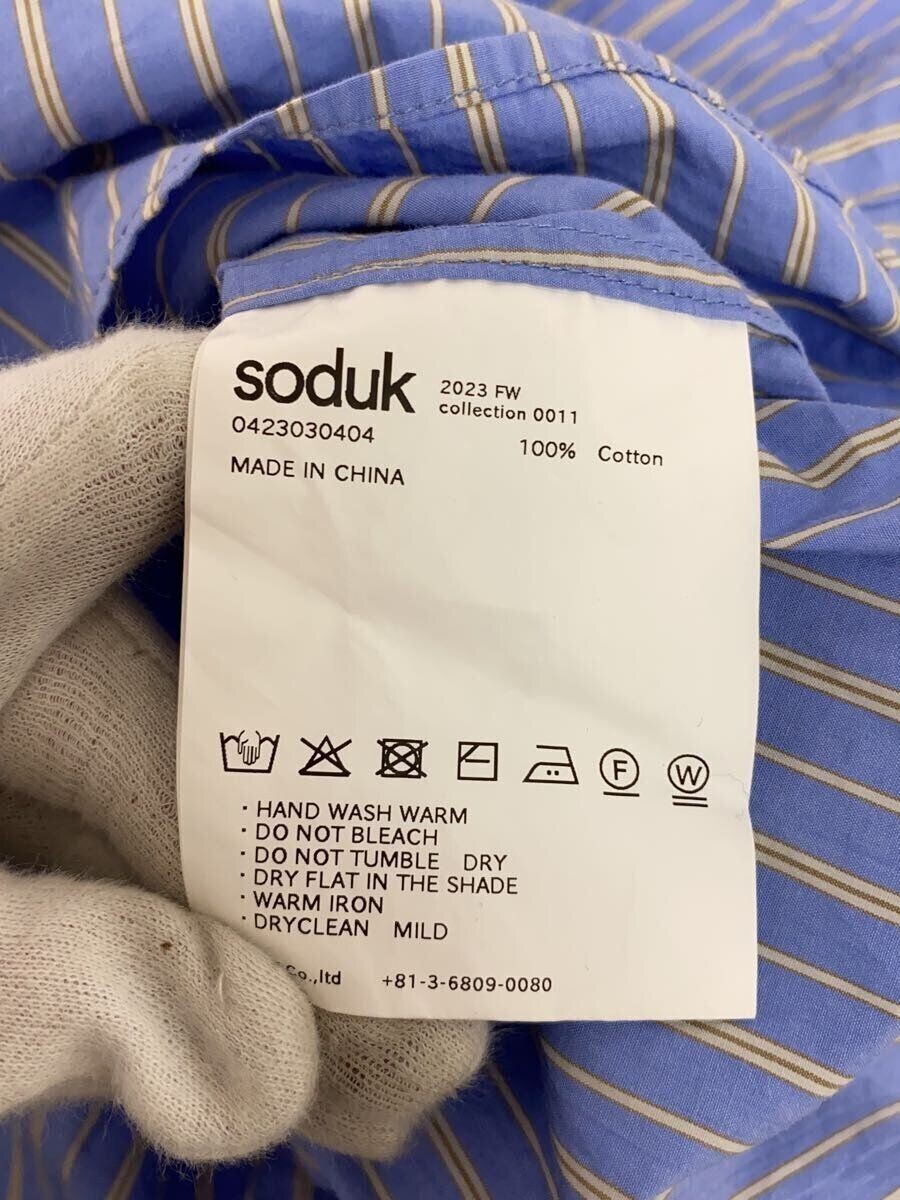 soduk
2023 FW
collection 0011
0423030404
100% Cotton
MADE IN CHINA
F
W
· HAND WASH WARM
· DO NOT BLEACH
· DO NOT TUMBLE DRY
· DRY FLAT IN THE SHADE
· WARM IRON
· DRYCLEAN MILD
Co.,ltd +81-3-6809-0080